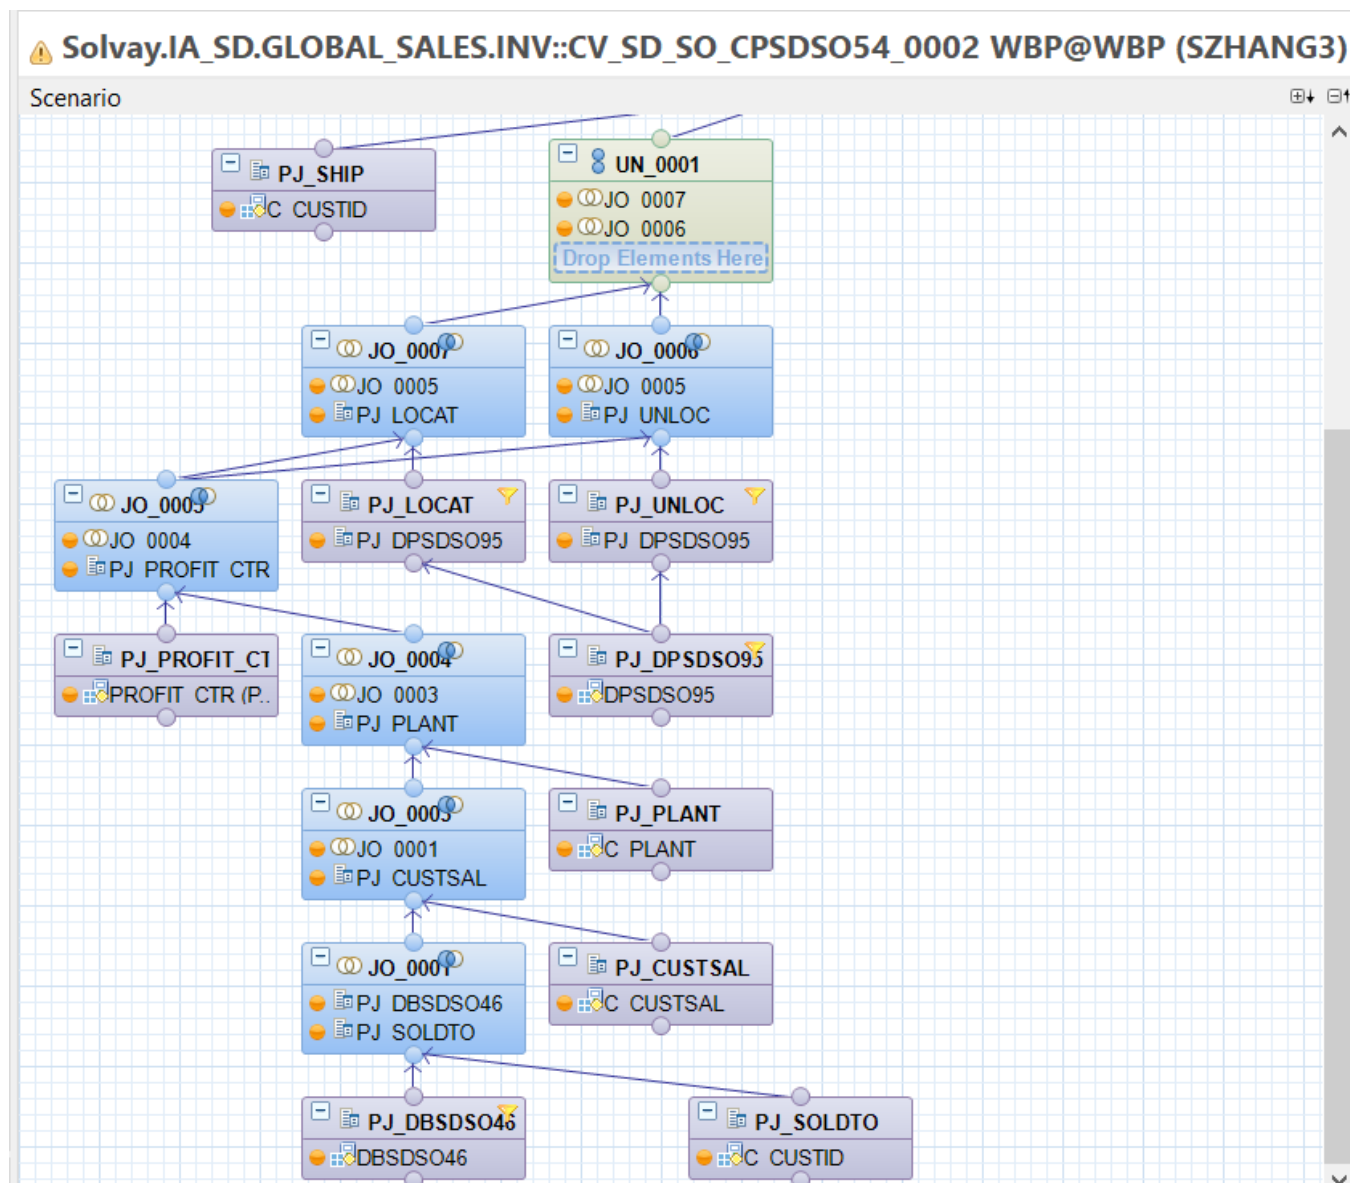 Solvay.IA_SD.GLOBAL_SALES.INV::CV_SD_SO_CPSDSO54_0002 WBP@WBP (SZHANG3)
Scenario
PJ_SHIP
C_CUSTID
UN_0001
JO_0007
JO_0006
Drop Elements Here
JO_0007
JO_0005
PJ_LOCAT
JO_0006
JO_0005
PJ_UNLOC
JO_0005
JO_0004
PJ_PROFIT_CTR
PJ_LOCAT
PJ_DPSDSO95
PJ_UNLOC
PJ_DPSDSO95
PJ_PROFIT_CT
PROFIT_CTR (P..
JO_0004
JO_0003
PJ_PLANT
PJ_DPSDSO95
DPSDSO95
JO_0003
JO_0001
PJ_CUSTSAL
PJ_PLANT
C_PLANT
JO_0001
PJ_DBSDSO46
PJ_SOLDTO
PJ_CUSTSAL
C_CUSTSAL
PJ_DBSDSO46
DBSDSO46
PJ_SOLDTO
C_CUSTID